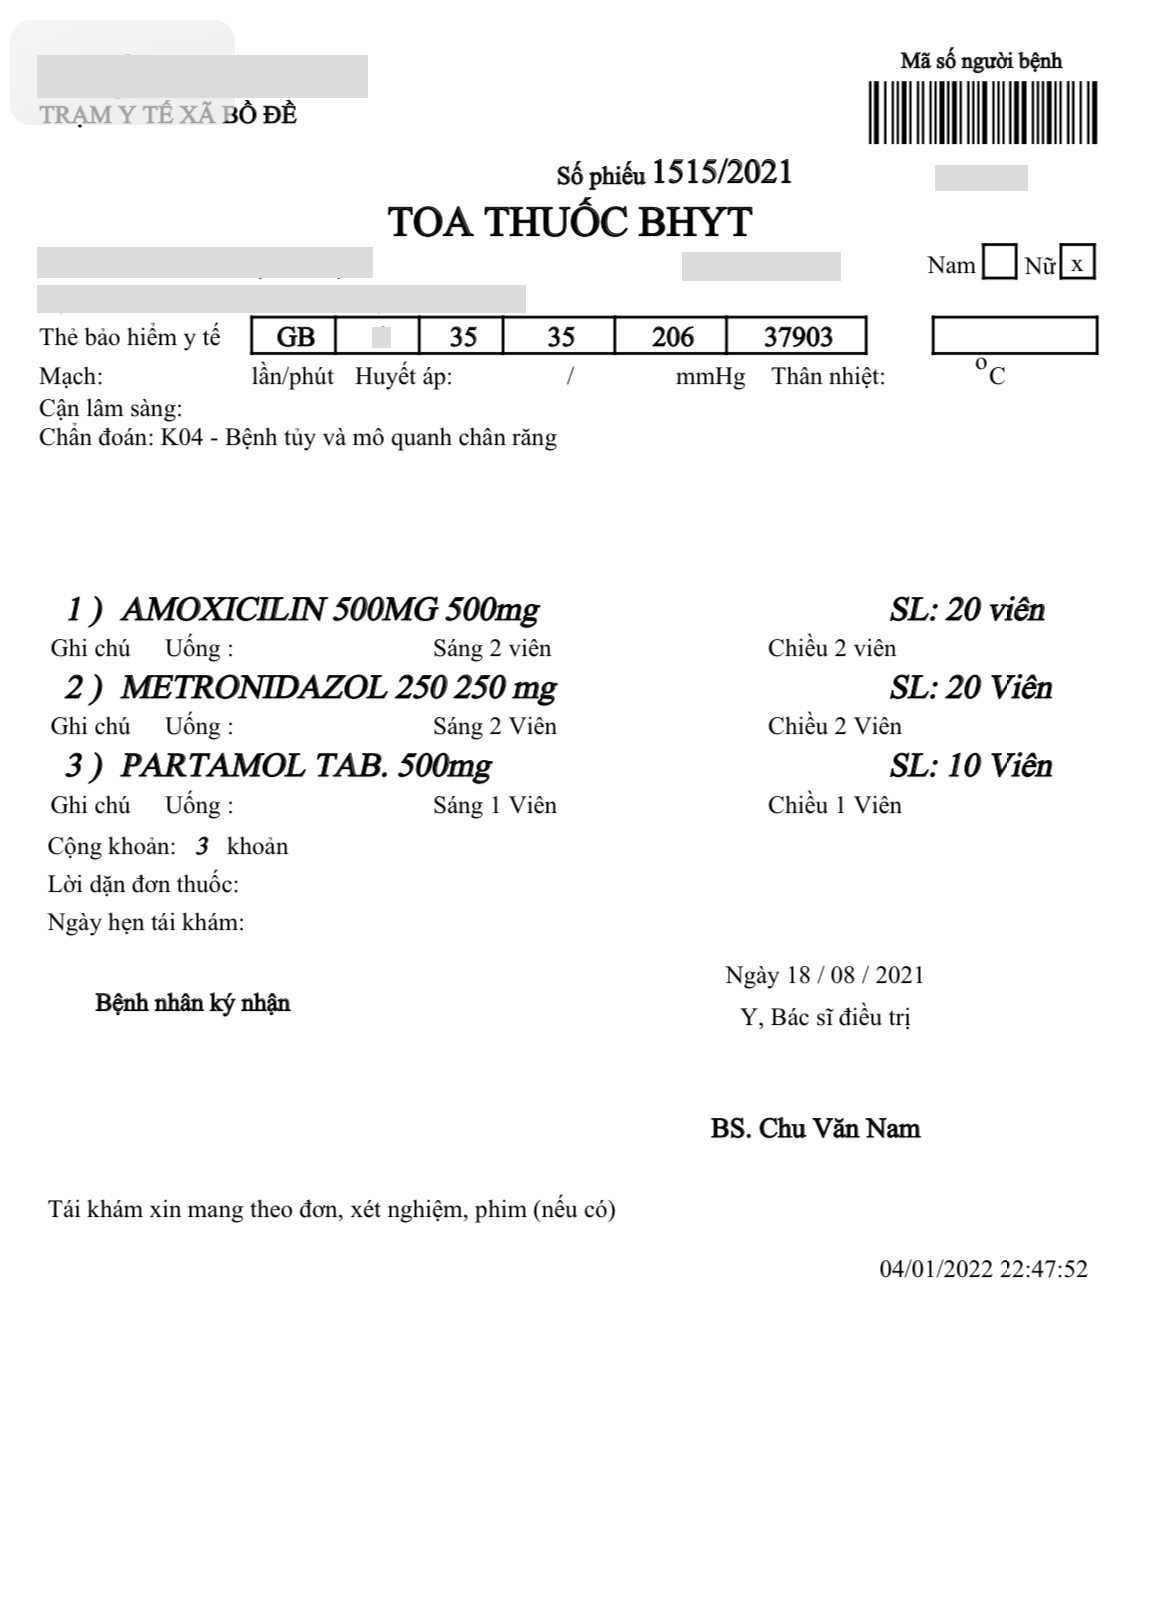 Mã số người bệnh
TRẠM Y TẾ XÃ BỒ ĐỀ
Số phiếu 1515/2021
TOA THUỐC BHYT
Nam Nữ x
Thẻ bảo hiểm y tế GB 35 35 206 37903
Mạch: lần/phút Huyết áp: / mmHg Thân nhiệt: °C
Cận lâm sàng:
Chẩn đoán: K04 - Bệnh tủy và mô quanh chân răng
1 ) AMOXICILIN 500MG 500mg SL: 20 viên
Ghi chú Uống : Sáng 2 viên Chiều 2 viên
2 ) METRONIDAZOL 250 250 mg SL: 20 Viên
Ghi chú Uống : Sáng 2 Viên Chiều 2 Viên
3 ) PARTAMOL TAB. 500mg SL: 10 Viên
Ghi chú Uống : Sáng 1 Viên Chiều 1 Viên
Cộng khoản: 3 khoản
Lời dặn đơn thuốc:
Ngày hẹn tái khám:
Ngày 18 / 08 / 2021
Bệnh nhân ký nhận
Y, Bác sĩ điều trị
BS. Chu Văn Nam
Tái khám xin mang theo đơn, xét nghiệm, phim (nếu có)
04/01/2022 22:47:52